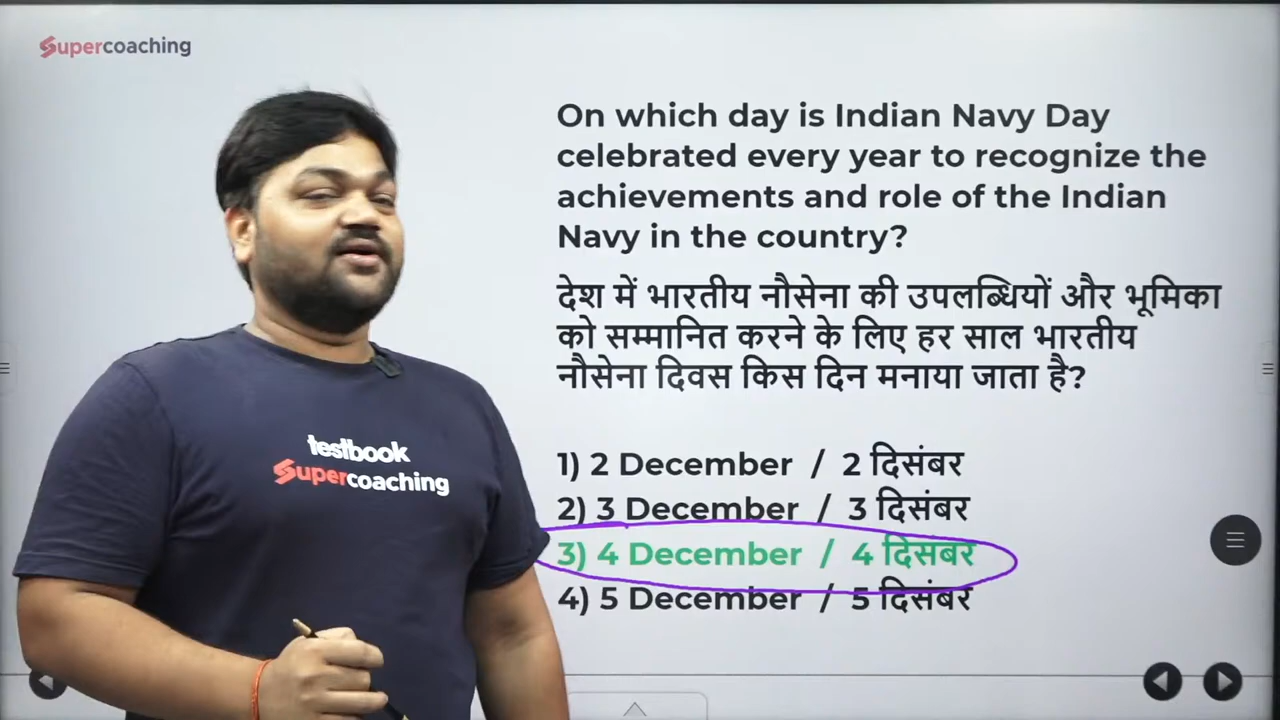 Supercoaching
On which day is Indian Navy Day
celebrated every year to recognize the
achievements and role of the Indian
Navy in the country?
देश में भारतीय नौसेना की उपलब्धियों और भूमिका
को सम्मानित करने के लिए हर साल भारतीय
नौसेना दिवस किस दिन मनाया जाता है?
1) 2 December / 2 दिसंबर
2) 3 December / 3 दिसंबर
3) 4 December / 4 दिसंबर
4) 5 December / 5 दिसंबर
testbook
Supercoaching